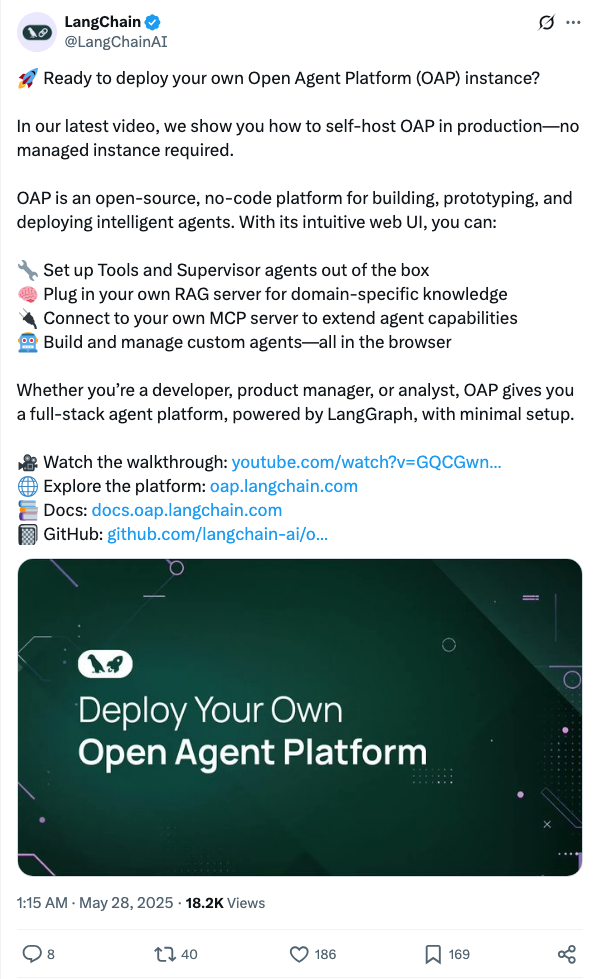 LangChain
@LangChainAI
🚀 Ready to deploy your own Open Agent Platform (OAP) instance?
In our latest video, we show you how to self-host OAP in production—no
managed instance required.
OAP is an open-source, no-code platform for building, prototyping, and
deploying intelligent agents. With its intuitive web UI, you can:
🔧 Set up Tools and Supervisor agents out of the box
🧠 Plug in your own RAG server for domain-specific knowledge
🔌 Connect to your own MCP server to extend agent capabilities
🤖 Build and manage custom agents—all in the browser
Whether you’re a developer, product manager, or analyst, OAP gives you
a full-stack agent platform, powered by LangGraph, with minimal setup.
🎥 Watch the walkthrough: youtube.com/watch?v=GQCGwn...
🌐 Explore the platform: oap.langchain.com
📚 Docs: docs.oap.langchain.com
📓 GitHub: github.com/langchain-ai/o...
Deploy Your Own
Open Agent Platform
1:15 AM · May 28, 2025 · 18.2K Views
8 40 186 169